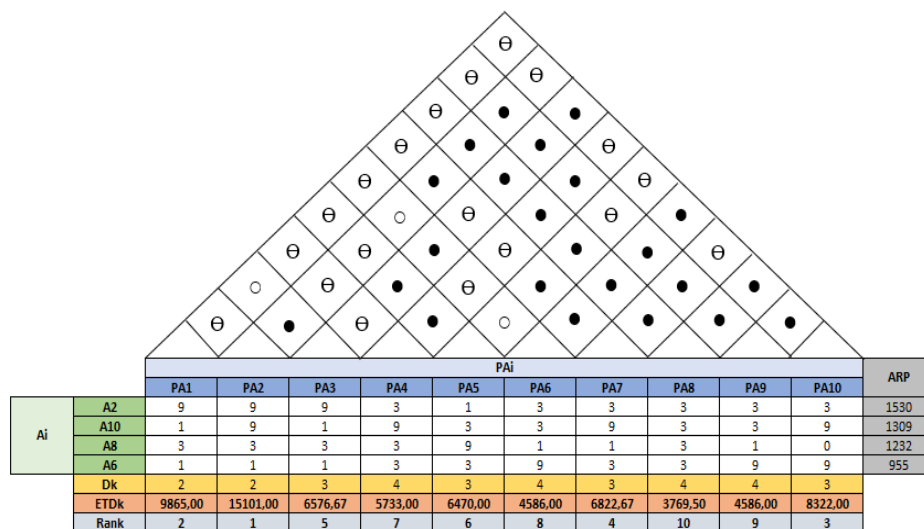 PAi ARP
PA1 PA2 PA3 PA4 PA5 PA6 PA7 PA8 PA9 PA10
Ai
A2 9 9 9 3 1 3 3 3 3 3 1530
A10 1 9 1 9 3 3 9 3 3 9 1309
A8 3 3 3 3 9 1 1 3 1 0 1232
A6 1 1 1 3 3 9 3 3 9 9 955
Dk 2 2 3 4 3 4 3 4 4 3
ETDk 9865,00 15101,00 6576,67 5733,00 6470,00 4586,00 6822,67 3769,50 4586,00 8322,00
Rank 2 1 5 7 6 8 4 10 9 3